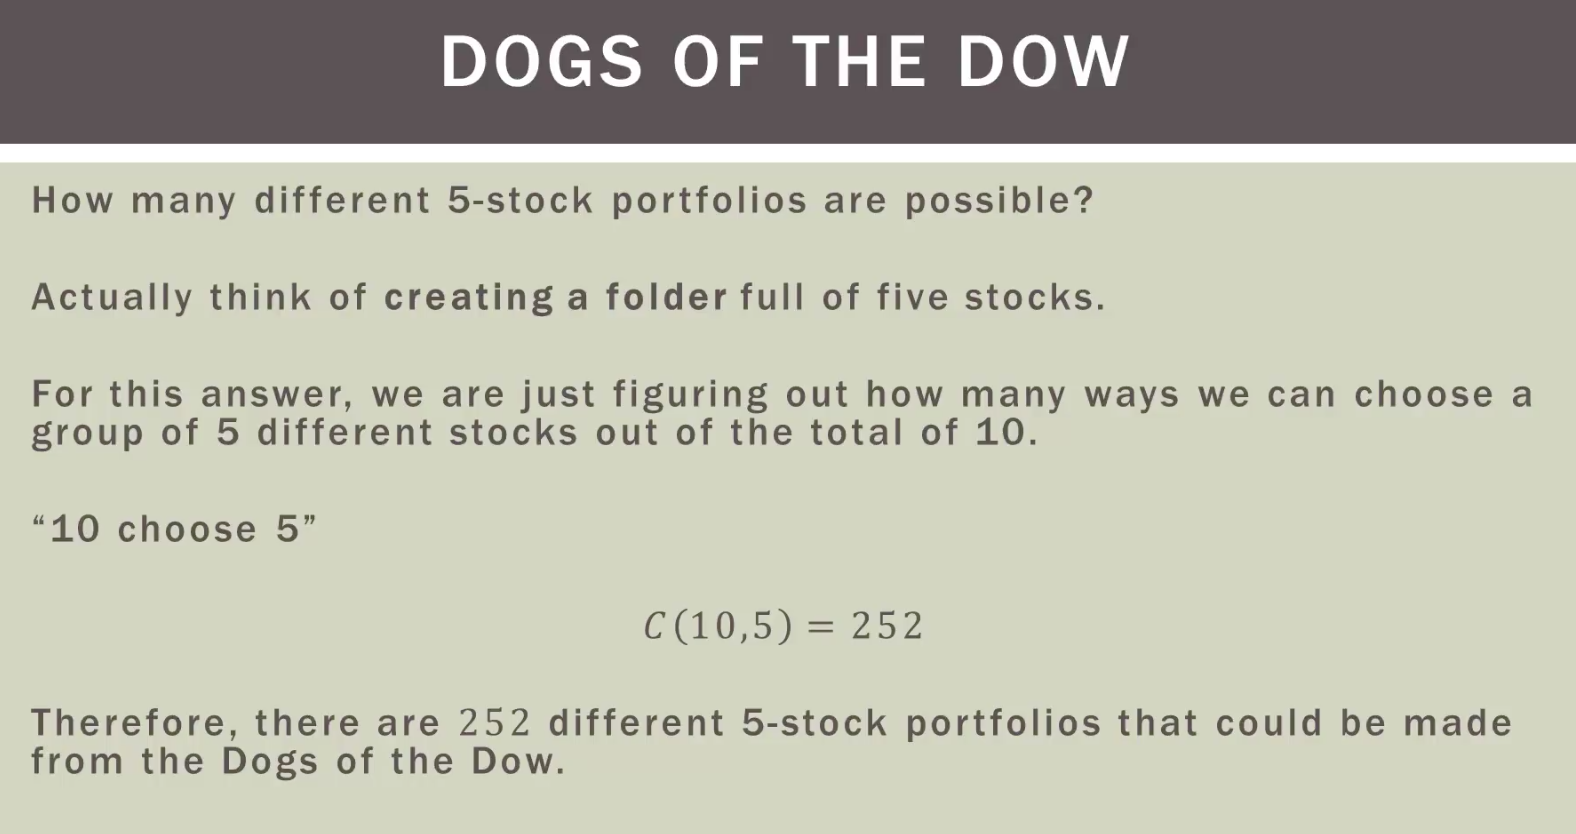 DOGS OF THE DOW
How many different 5-stock portfolios are possible?
Actually think of creating a folder full of five stocks.
For this answer, we are just figuring out how many ways we can choose a
group of 5 different stocks out of the total of 10.
“10 choose 5”
C(10,5) = 252
Therefore, there are 252 different 5-stock portfolios that could be made
from the Dogs of the Dow.